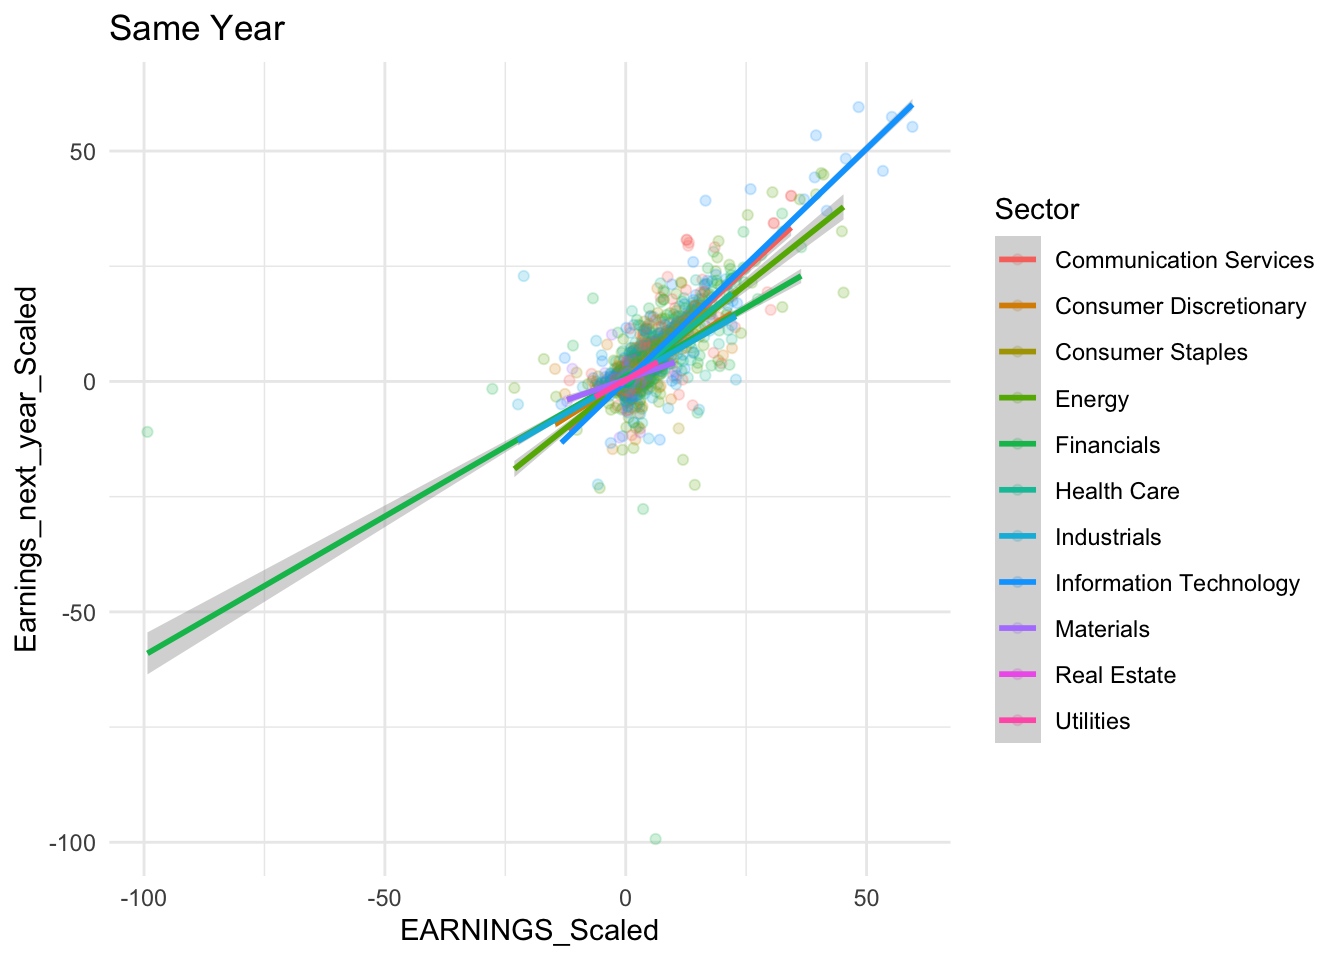 Same Year
Earnings_next_year_Scaled
50
0
-50
-100
-100
-50
0
50
EARNINGS_Scaled
Sector
Communication Services
Consumer Discretionary
Consumer Staples
Energy
Financials
Health Care
Industrials
Information Technology
Materials
Real Estate
Utilities